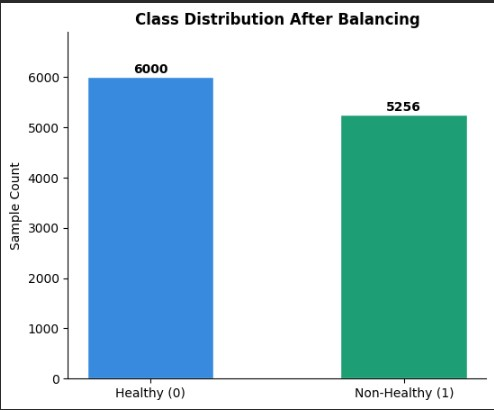 Class Distribution After Balancing
6000
5256
Sample Count
6000
5000
4000
3000
2000
1000
0
Healthy (0)
Non-Healthy (1)